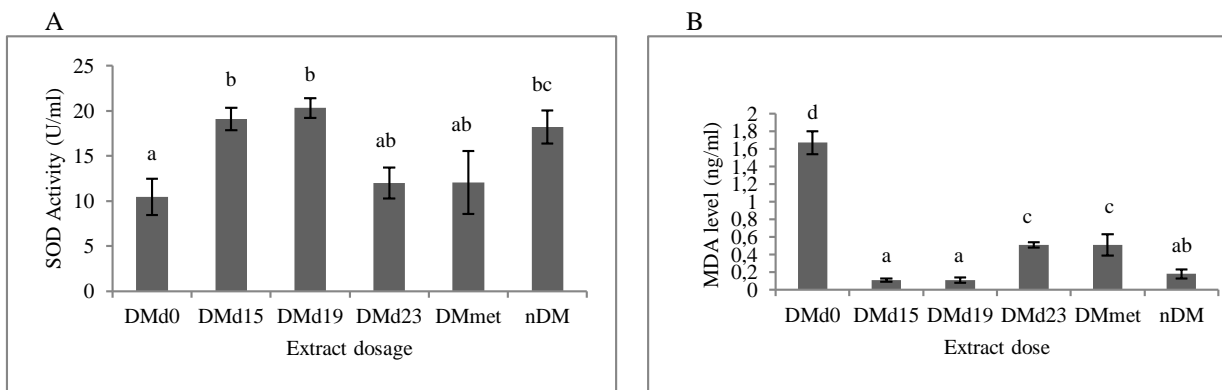 A
SOD Activity (U/ml)
25
20
15
10
5
0
a
b
b
ab
ab
bc
DMd0 DMd15 DMd19 DMd23 DMmet nDM
Extract dosage
B
MDA level (ng/ml)
2
1,8
1,6
1,4
1,2
1
0,8
0,6
0,4
0,2
0
d
a
a
c
c
ab
DMd0 DMd15 DMd19 DMd23 DMmet nDM
Extract dose